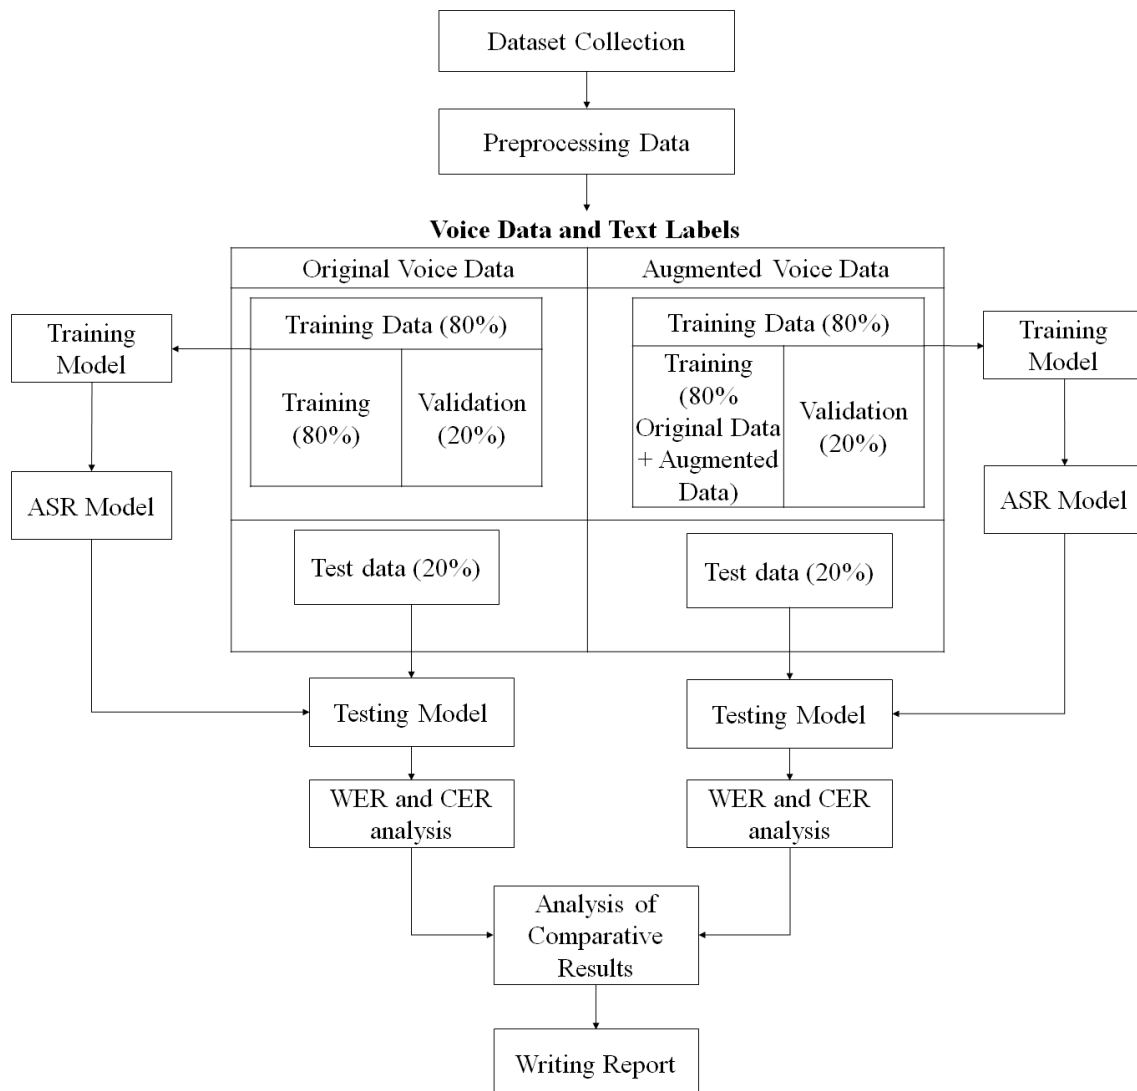 Dataset Collection
Preprocessing Data
Voice Data and Text Labels
Original Voice Data
Augmented Voice Data
Training Data (80%)
Training Data (80%)
Training
Model
Training
Model
Training
(80%)
Validation
(20%)
Training
(80%
Original Data
+ Augmented
Data)
Validation
(20%)
ASR Model
ASR Model
Test data (20%)
Test data (20%)
Testing Model
Testing Model
WER and CER
analysis
WER and CER
analysis
Analysis of
Comparative
Results
Writing Report